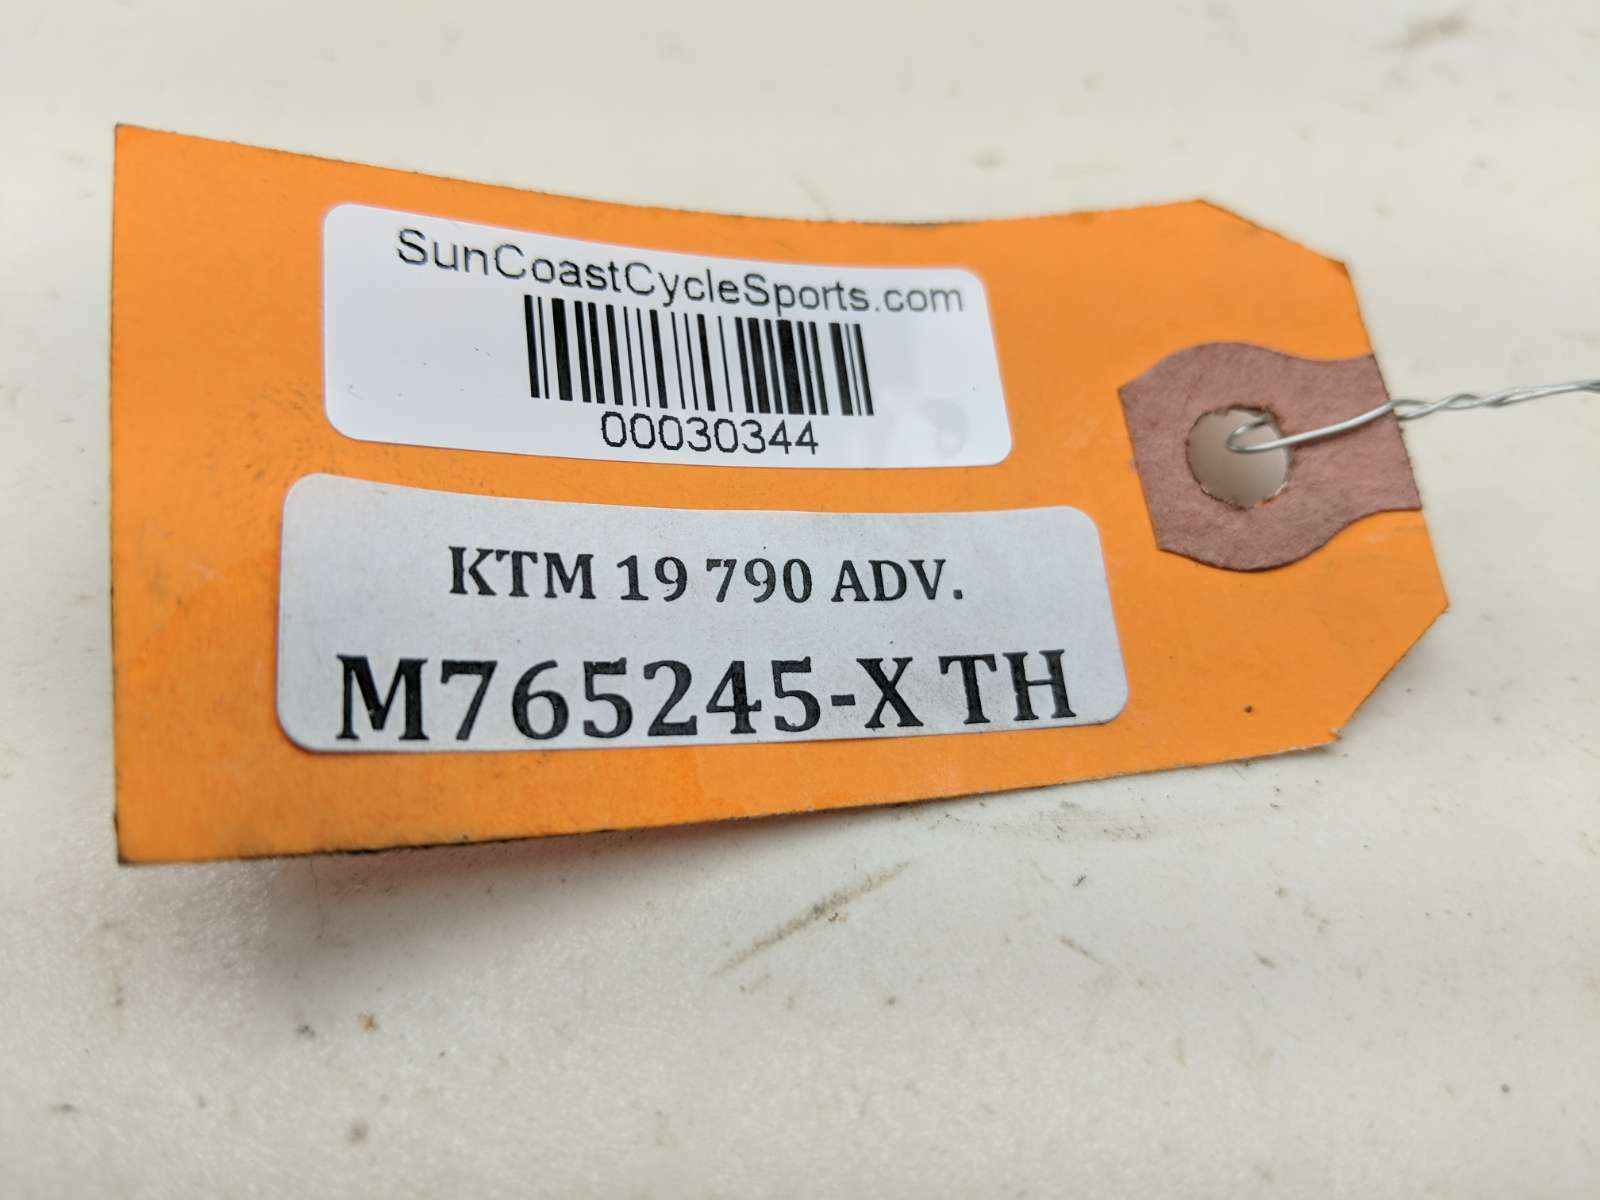 SunCoastCycleSports.com
00030344
KTM 19 790 ADV.
M765245-X TH